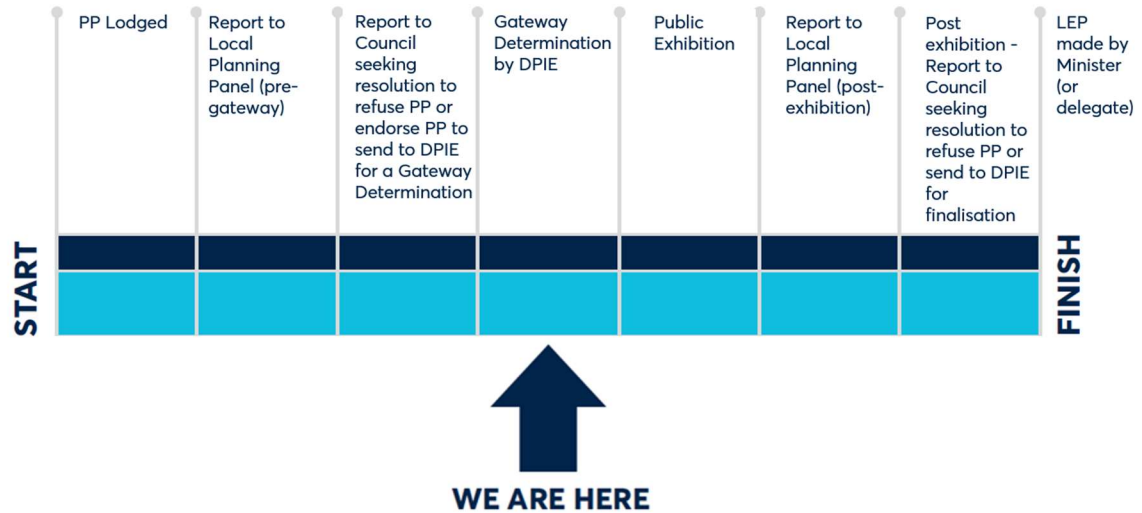 PP Lodged
Report to
Local
Planning
Panel (pre-
gateway)
Report to
Council
seeking
resolution to
refuse PP or
endorse PP to
send to DPIE
for a Gateway
Determination
Gateway
Determination
by DPIE
Public
Exhibition
Report to
Local
Planning
Panel (post-
exhibition)
Post
exhibition -
Report to
Council
seeking
resolution to
refuse PP or
send to DPIE
for
finalisation
LEP
made by
Minister
(or
delegate)
START
FINISH
WE ARE HERE